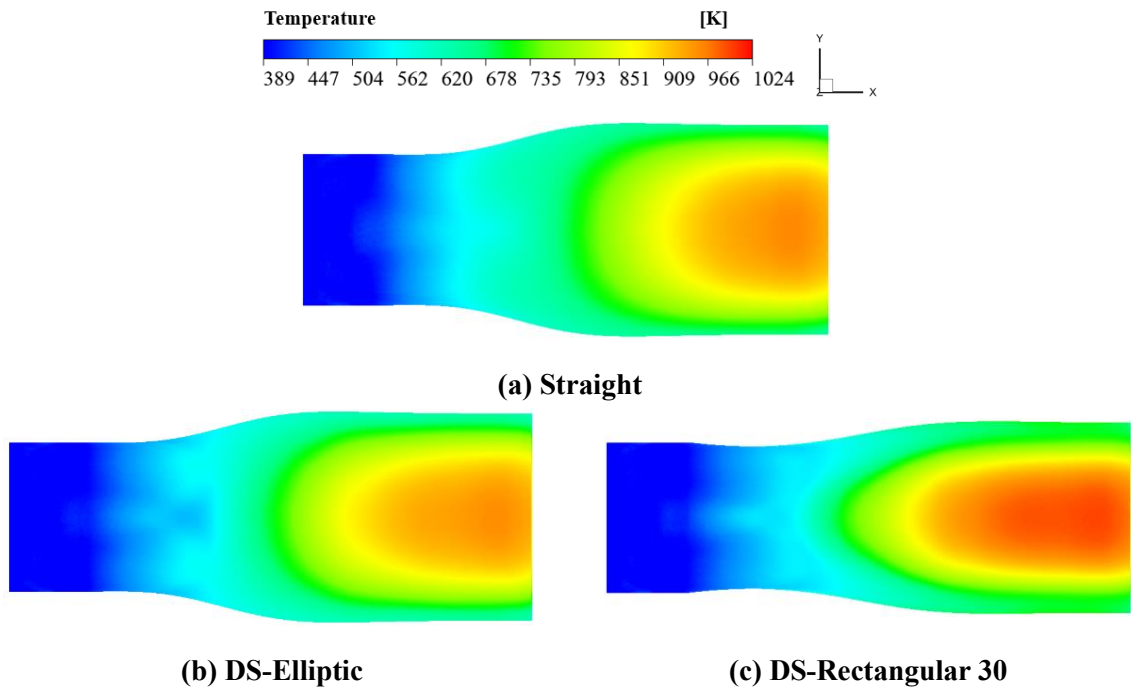 Temperature [K]
389 447 504 562 620 678 735 793 851 909 966 1024
Y
Z X
(a) Straight
(b) DS-Elliptic (c) DS-Rectangular 30